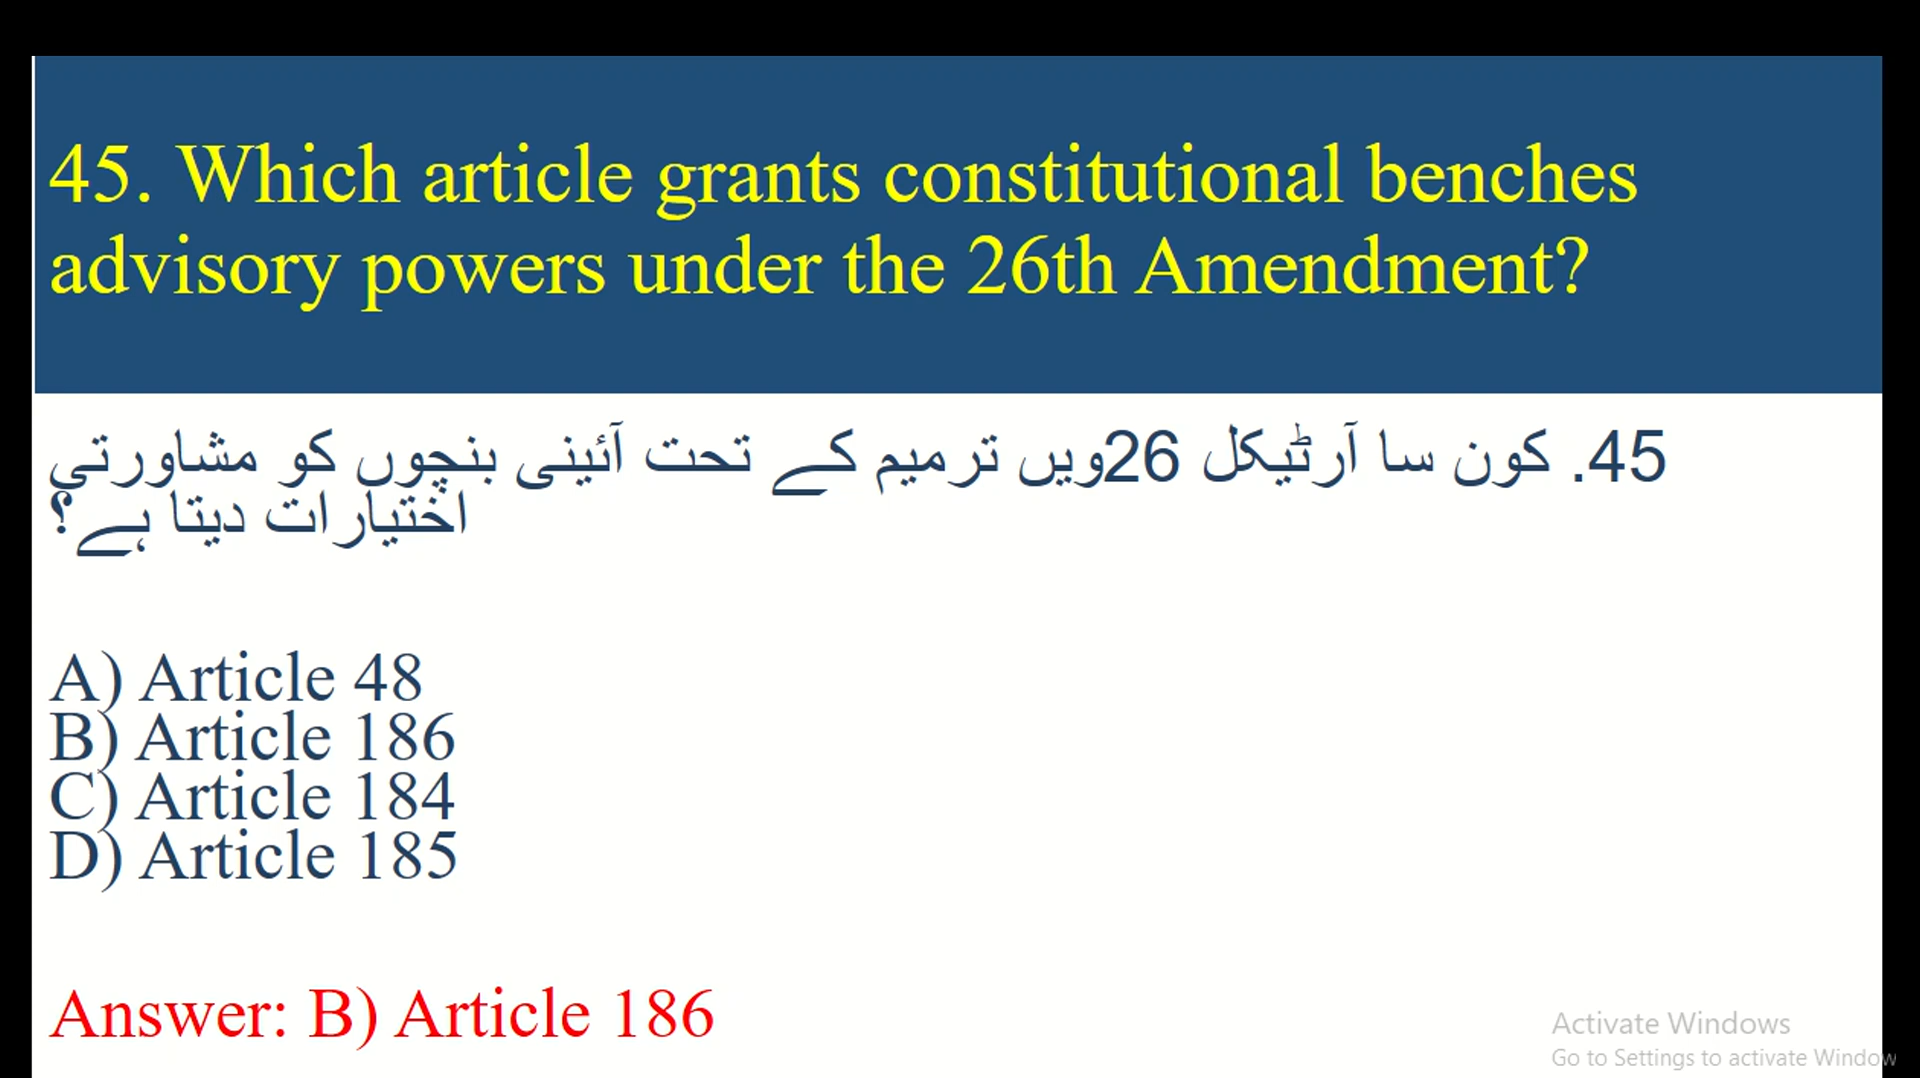 45. Which article grants constitutional benches
advisory powers under the 26th Amendment?
45. کون سا آرٹیکل 26ویں ترمیم کے تحت آئینی بنچوں کو مشاورتی
اختیارات دیتا ہے؟
A) Article 48
B) Article 186
C) Article 184
D) Article 185
Answer: B) Article 186
Activate Windows
Go to Settings to activate Window